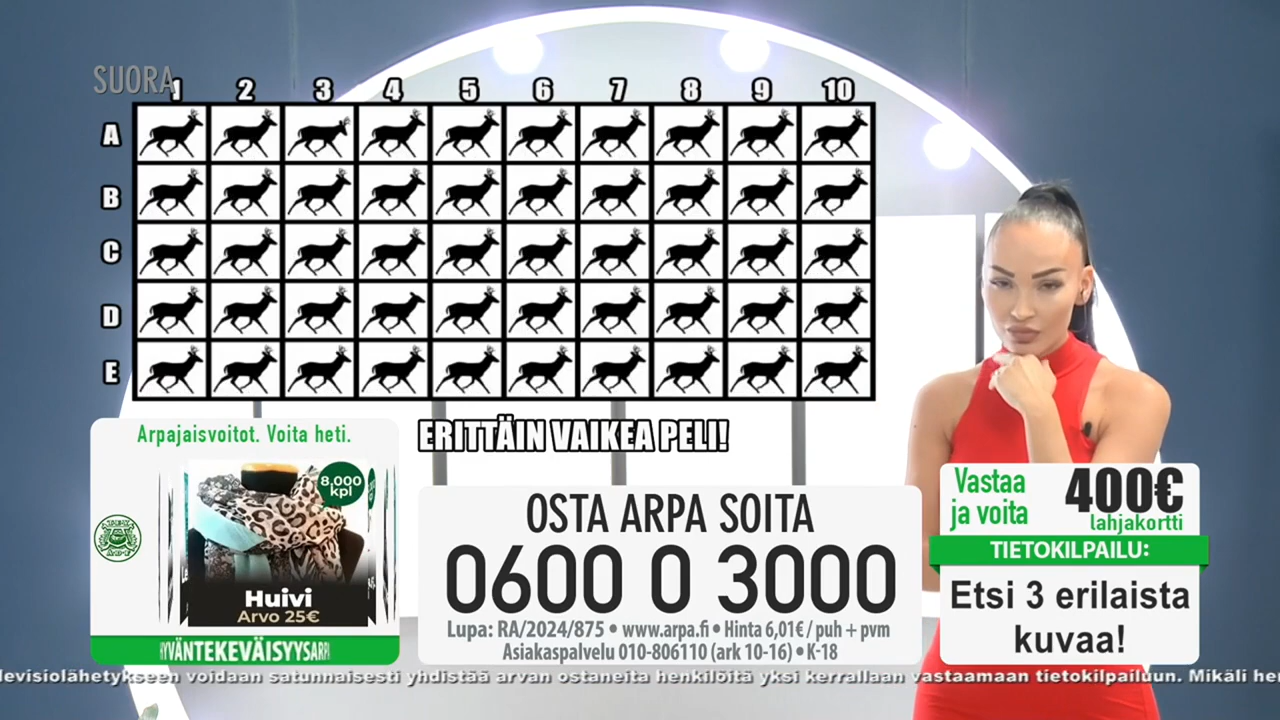 SUORA
1 2 3 4 5 6 7 8 9 10
A
B
C
D
E
ERITTÄIN VAIKEA PELI!
Arpajaisvoitot. Voita heti.
8,000
kpl
Huivi
Arvo 25€
HYVÄNTEKEVÄISYYSARP
OSTA ARPA SOITA
0600 0 3000
Lupa: RA/2024/875 • www.arpa.fi • Hinta 6,01€ / puh + pvm
Asiakaspalvelu 010-806110 (ark 10-16) • K-18
Vastaa
ja voita
400€
lahjakortti
TIETOKILPAILU:
Etsi 3 erilaista
kuvaa!
levisiolähetykseen voidaan satunnaisesti yhdistää arvan ostaneita henkilöitä yksi kerrallaan vastaamaan tietokilpailuun. Mikäli hen